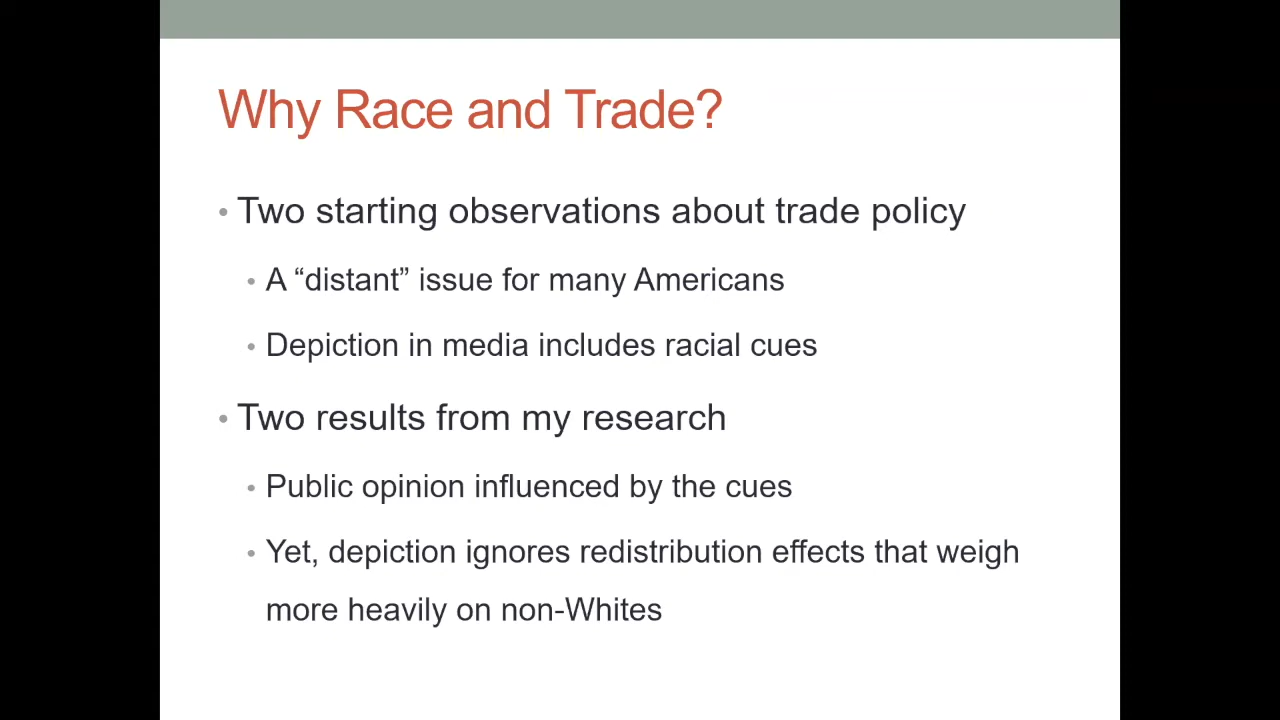 Why Race and Trade?
• Two starting observations about trade policy
• A “distant” issue for many Americans
• Depiction in media includes racial cues
• Two results from my research
• Public opinion influenced by the cues
• Yet, depiction ignores redistribution effects that weigh
more heavily on non-Whites